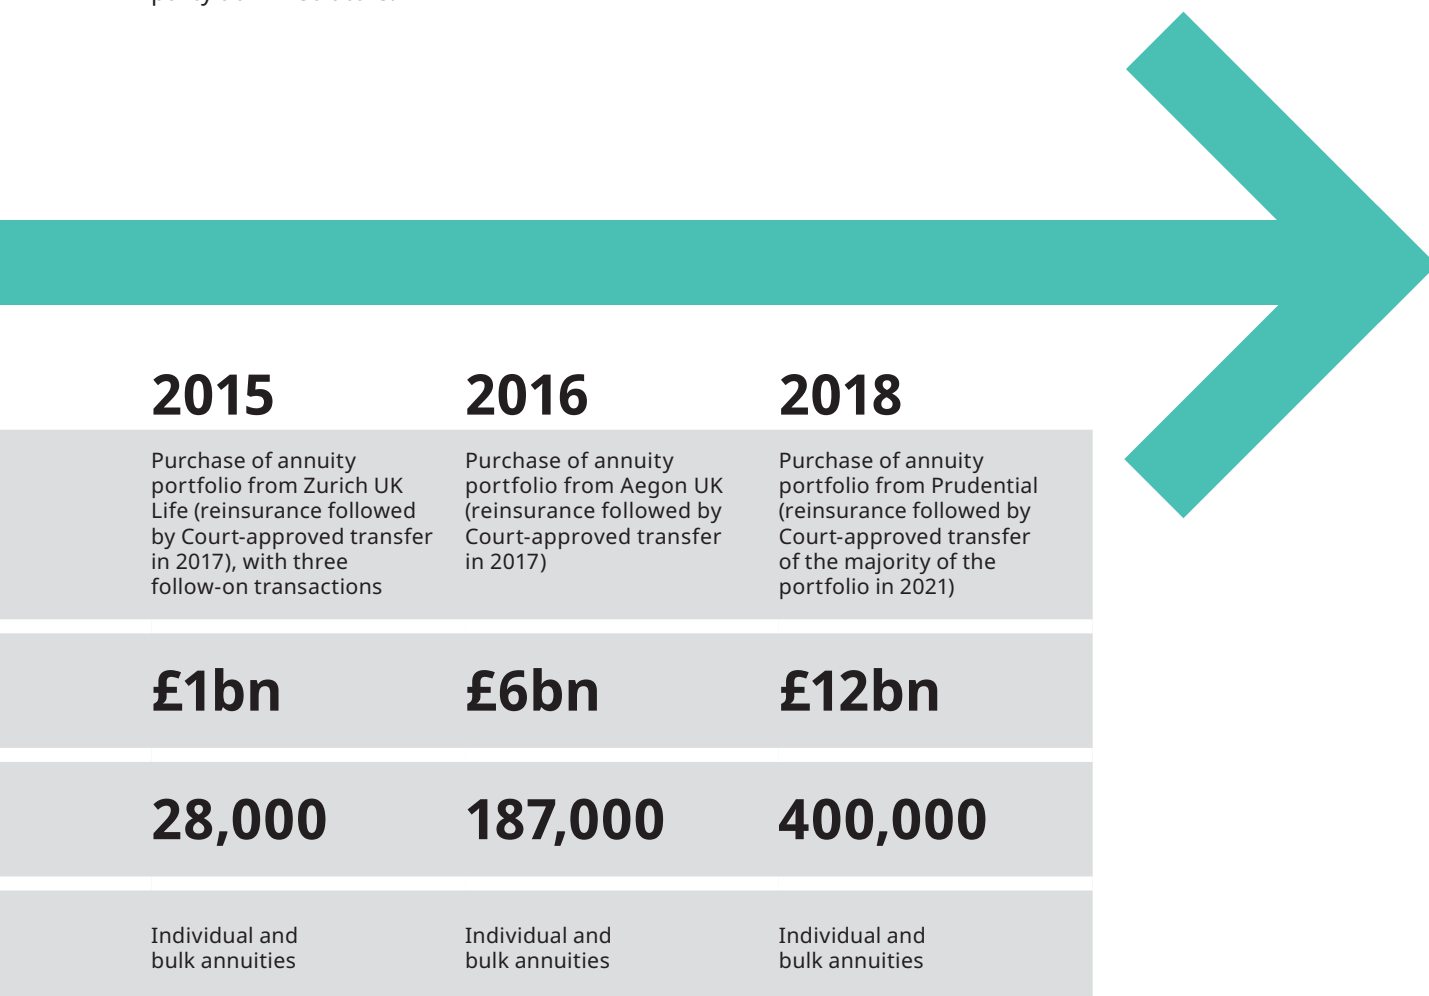 2015
2016
2018
Purchase of annuity
portfolio from Zurich UK
Life (reinsurance followed
by Court-approved transfer
in 2017), with three
follow-on transactions
Purchase of annuity
portfolio from Aegon UK
(reinsurance followed by
Court-approved transfer
in 2017)
Purchase of annuity
portfolio from Prudential
(reinsurance followed by
Court-approved transfer
of the majority of the
portfolio in 2021)
£1bn
£6bn
£12bn
28,000
187,000
400,000
Individual and
bulk annuities
Individual and
bulk annuities
Individual and
bulk annuities